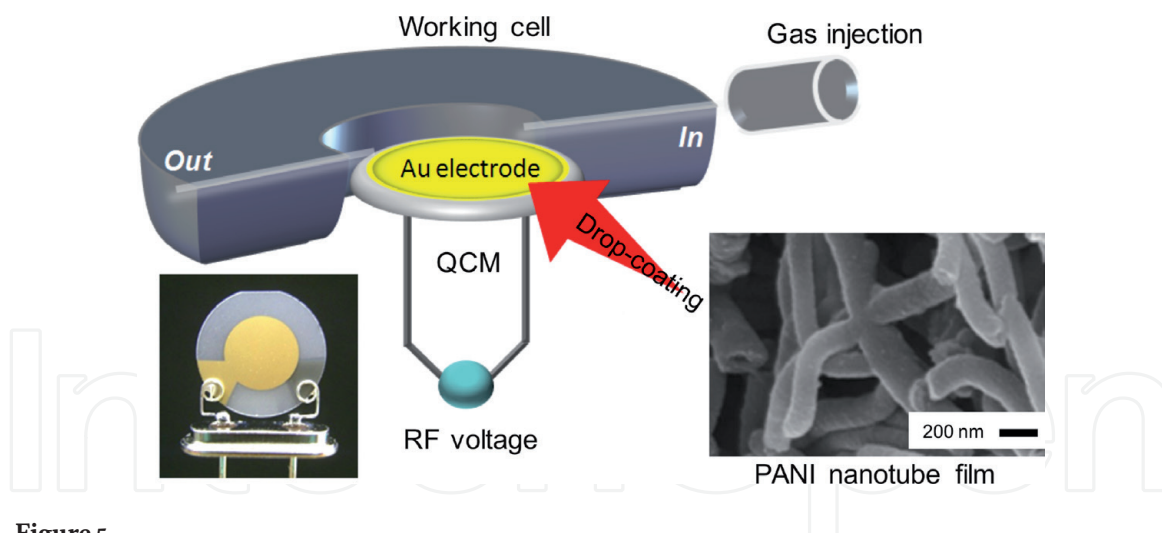 Working cell
Gas injection
Out
In
Au electrode
Drop-coating
QCM
200 nm
RF voltage
PANI nanotube film
IntechOpen
Figure 5